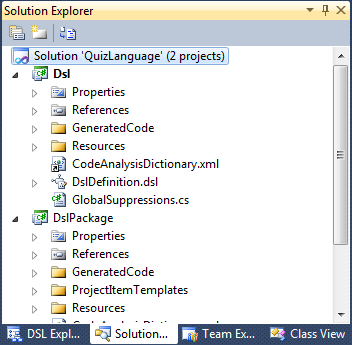 Solution Explorer
Solution 'QuizLanguage' (2 projects)
Dsl
Properties
References
GeneratedCode
Resources
CodeAnalysisDictionary.xml
DslDefinition.dsl
GlobalSuppressions.cs
DslPackage
Properties
References
GeneratedCode
ProjectItemTemplates
Resources
DSL Expl... Solution... Team Ex... Class View